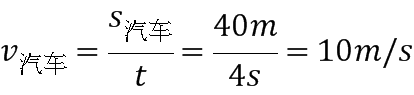 v汽车 = s汽车/t = 40m/4s = 10m/s